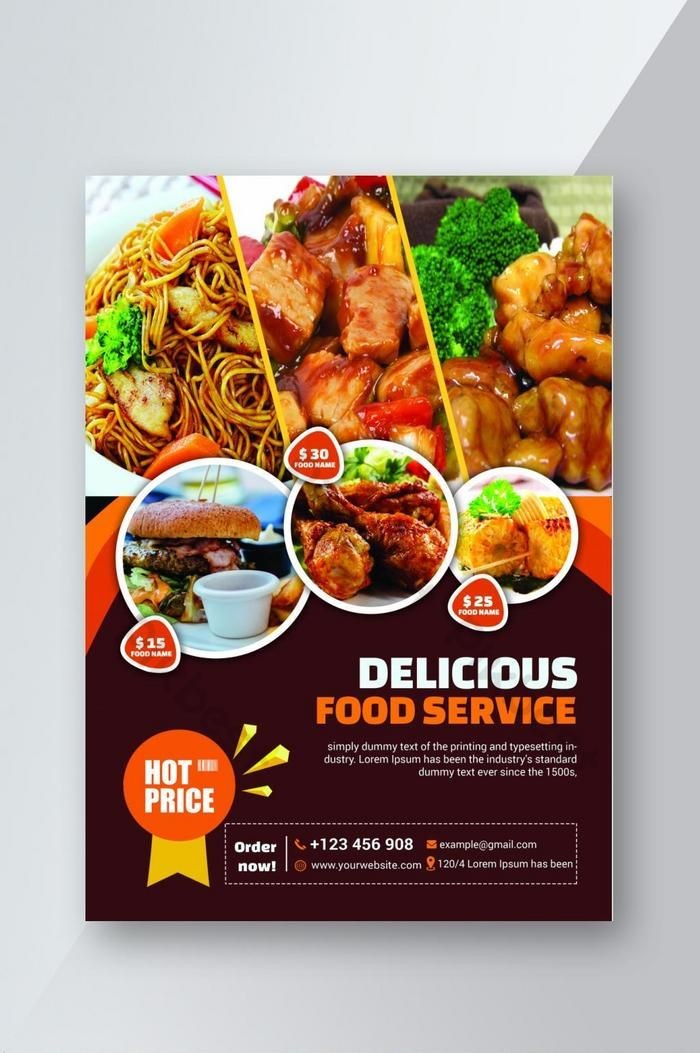 $ 30
FOOD NAME
$ 25
FOOD NAME
$ 15
FOOD NAME
DELICIOUS
FOOD SERVICE
simply dummy text of the printing and typesetting in-
dustry. Lorem Ipsum has been the industry's standard
dummy text ever since the 1500s,
HOT
PRICE
Order
now!
+123 456 908
example@gmail.com
www.yourwebsite.com
120/4 Lorem Ipsum has been